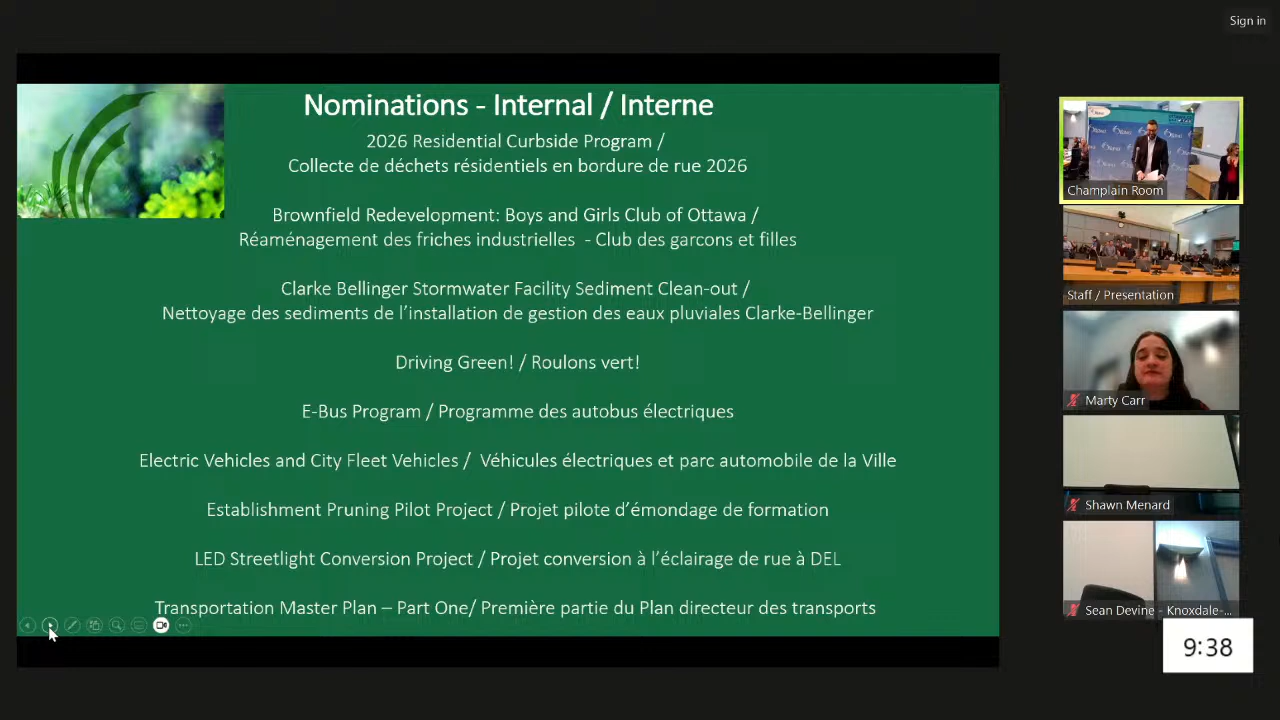 Sign in
Nominations - Internal / Interne
2026 Residential Curbside Program /
Collecte de déchets résidentiels en bordure de rue 2026
Brownfield Redevelopment: Boys and Girls Club of Ottawa /
Réaménagement des friches industrielles - Club des garcons et filles
Clarke Bellinger Stormwater Facility Sediment Clean-out /
Nettoyage des sediments de l’installation de gestion des eaux pluviales Clarke-Bellinger
Driving Green! / Roulons vert!
E-Bus Program / Programme des autobus électriques
Electric Vehicles and City Fleet Vehicles / Véhicules électriques et parc automobile de la Ville
Establishment Pruning Pilot Project / Projet pilote d’émondage de formation
LED Streetlight Conversion Project / Projet conversion à l’éclairage de rue à DEL
Transportation Master Plan – Part One/ Première partie du Plan directeur des transports
Champlain Room
Staff / Presentation
Marty Carr
Shawn Menard
Sean Devine - Knoxdale-...
9:38